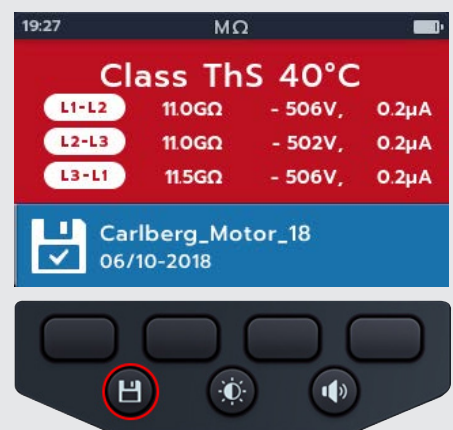 19:27 MΩ
Class ThS 40°C
L1-L2 11.0GΩ - 506V, 0.2µA
L2-L3 11.0GΩ - 502V, 0.2µA
L3-L1 11.5GΩ - 506V, 0.2µA
Carlberg_Motor_18
06/10-2018